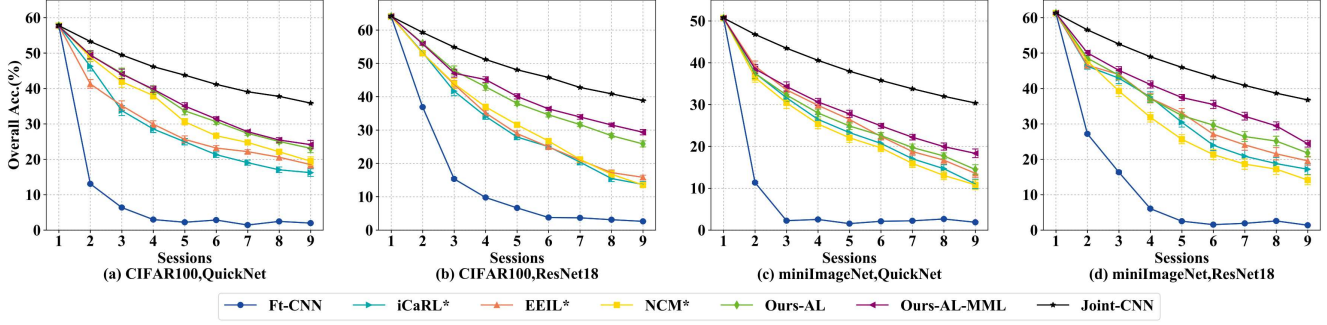 Overall Acc.(%)
60
50
40
30
20
10
0
1 2 3 4 5 6 7 8 9
Sessions
(a) CIFAR100,QuickNet
60
50
40
30
20
10
0
1 2 3 4 5 6 7 8 9
Sessions
(b) CIFAR100,ResNet18
50
40
30
20
10
0
1 2 3 4 5 6 7 8 9
Sessions
(c) miniImageNet,QuickNet
60
50
40
30
20
10
0
1 2 3 4 5 6 7 8 9
Sessions
(d) miniImageNet,ResNet18
Ft-CNN iCaRL* EEIL* NCM* Ours-AL Ours-AL-MML Joint-CNN